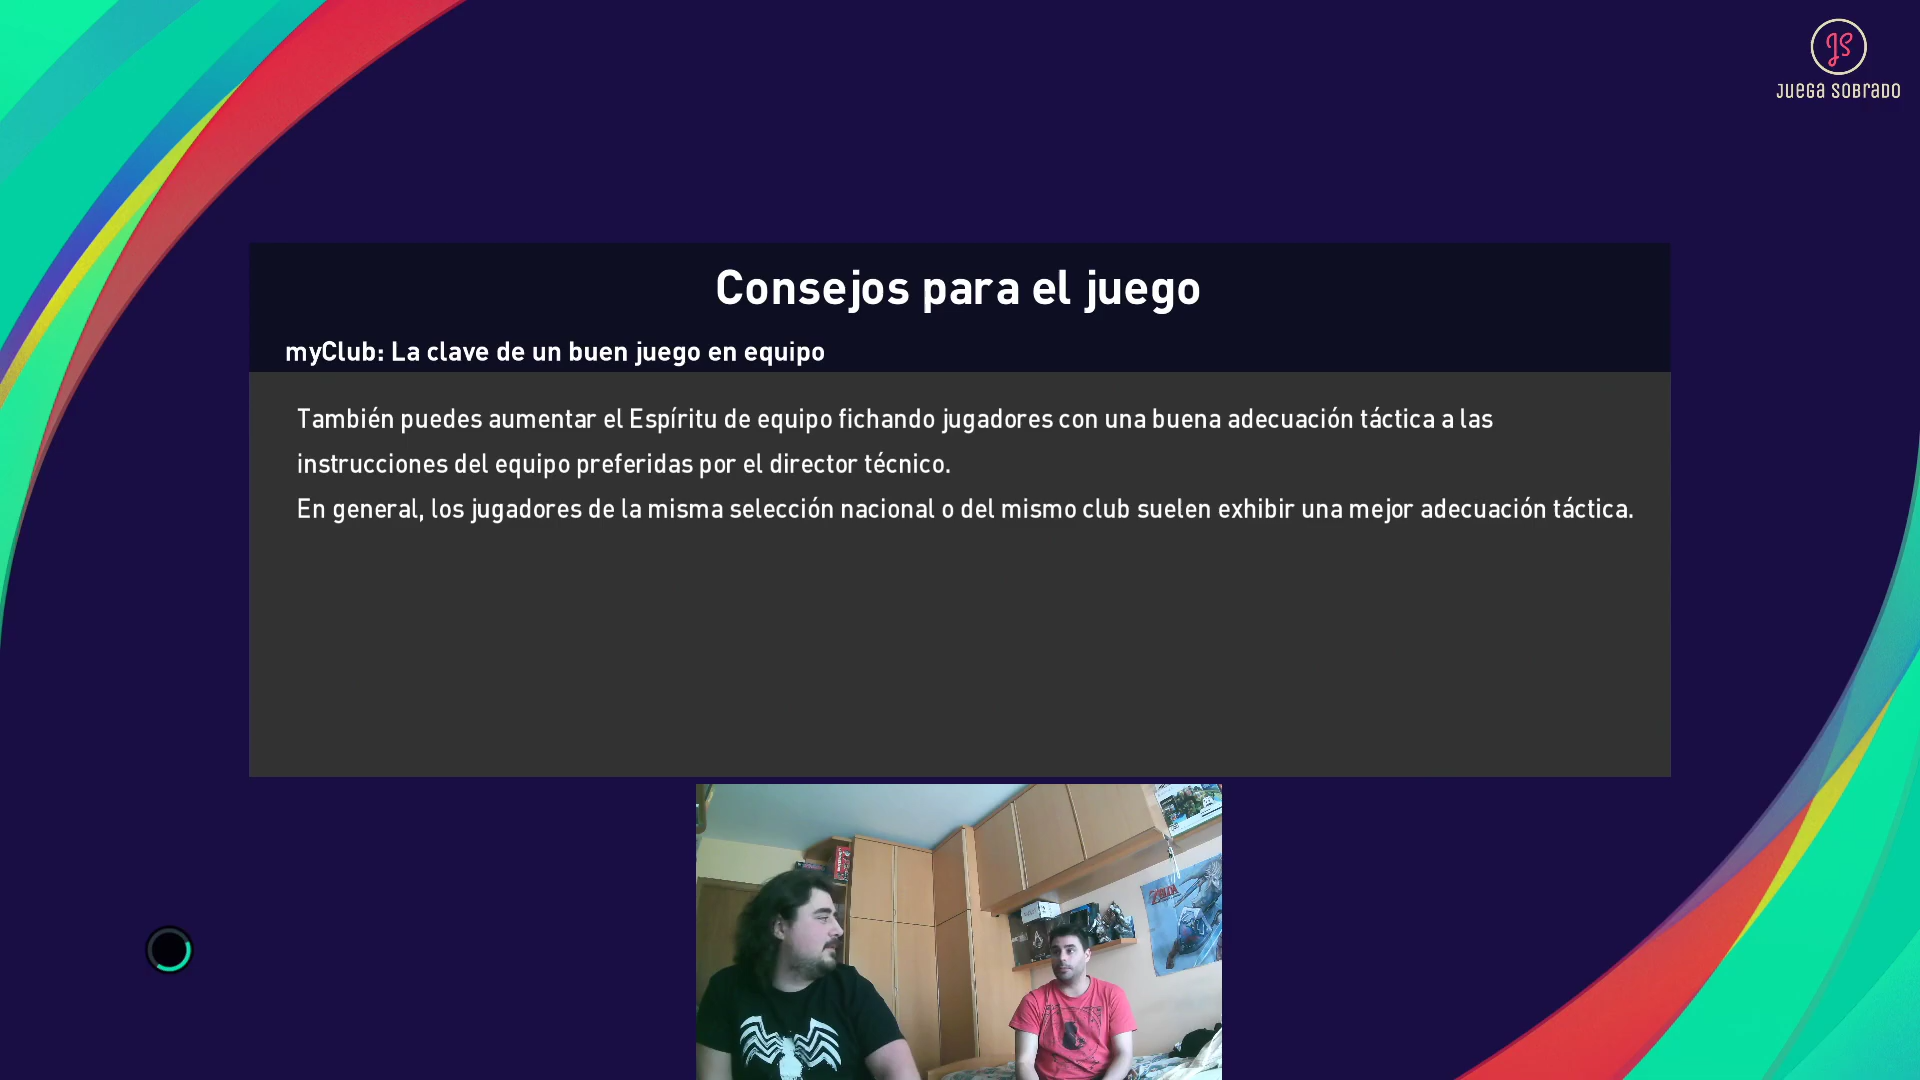 JS
Juega Sobrado
Consejos para el juego
myClub: La clave de un buen juego en equipo
También puedes aumentar el Espíritu de equipo fichando jugadores con una buena adecuación táctica a las
instrucciones del equipo preferidas por el director técnico.
En general, los jugadores de la misma selección nacional o del mismo club suelen exhibir una mejor adecuación táctica.
ZELDA